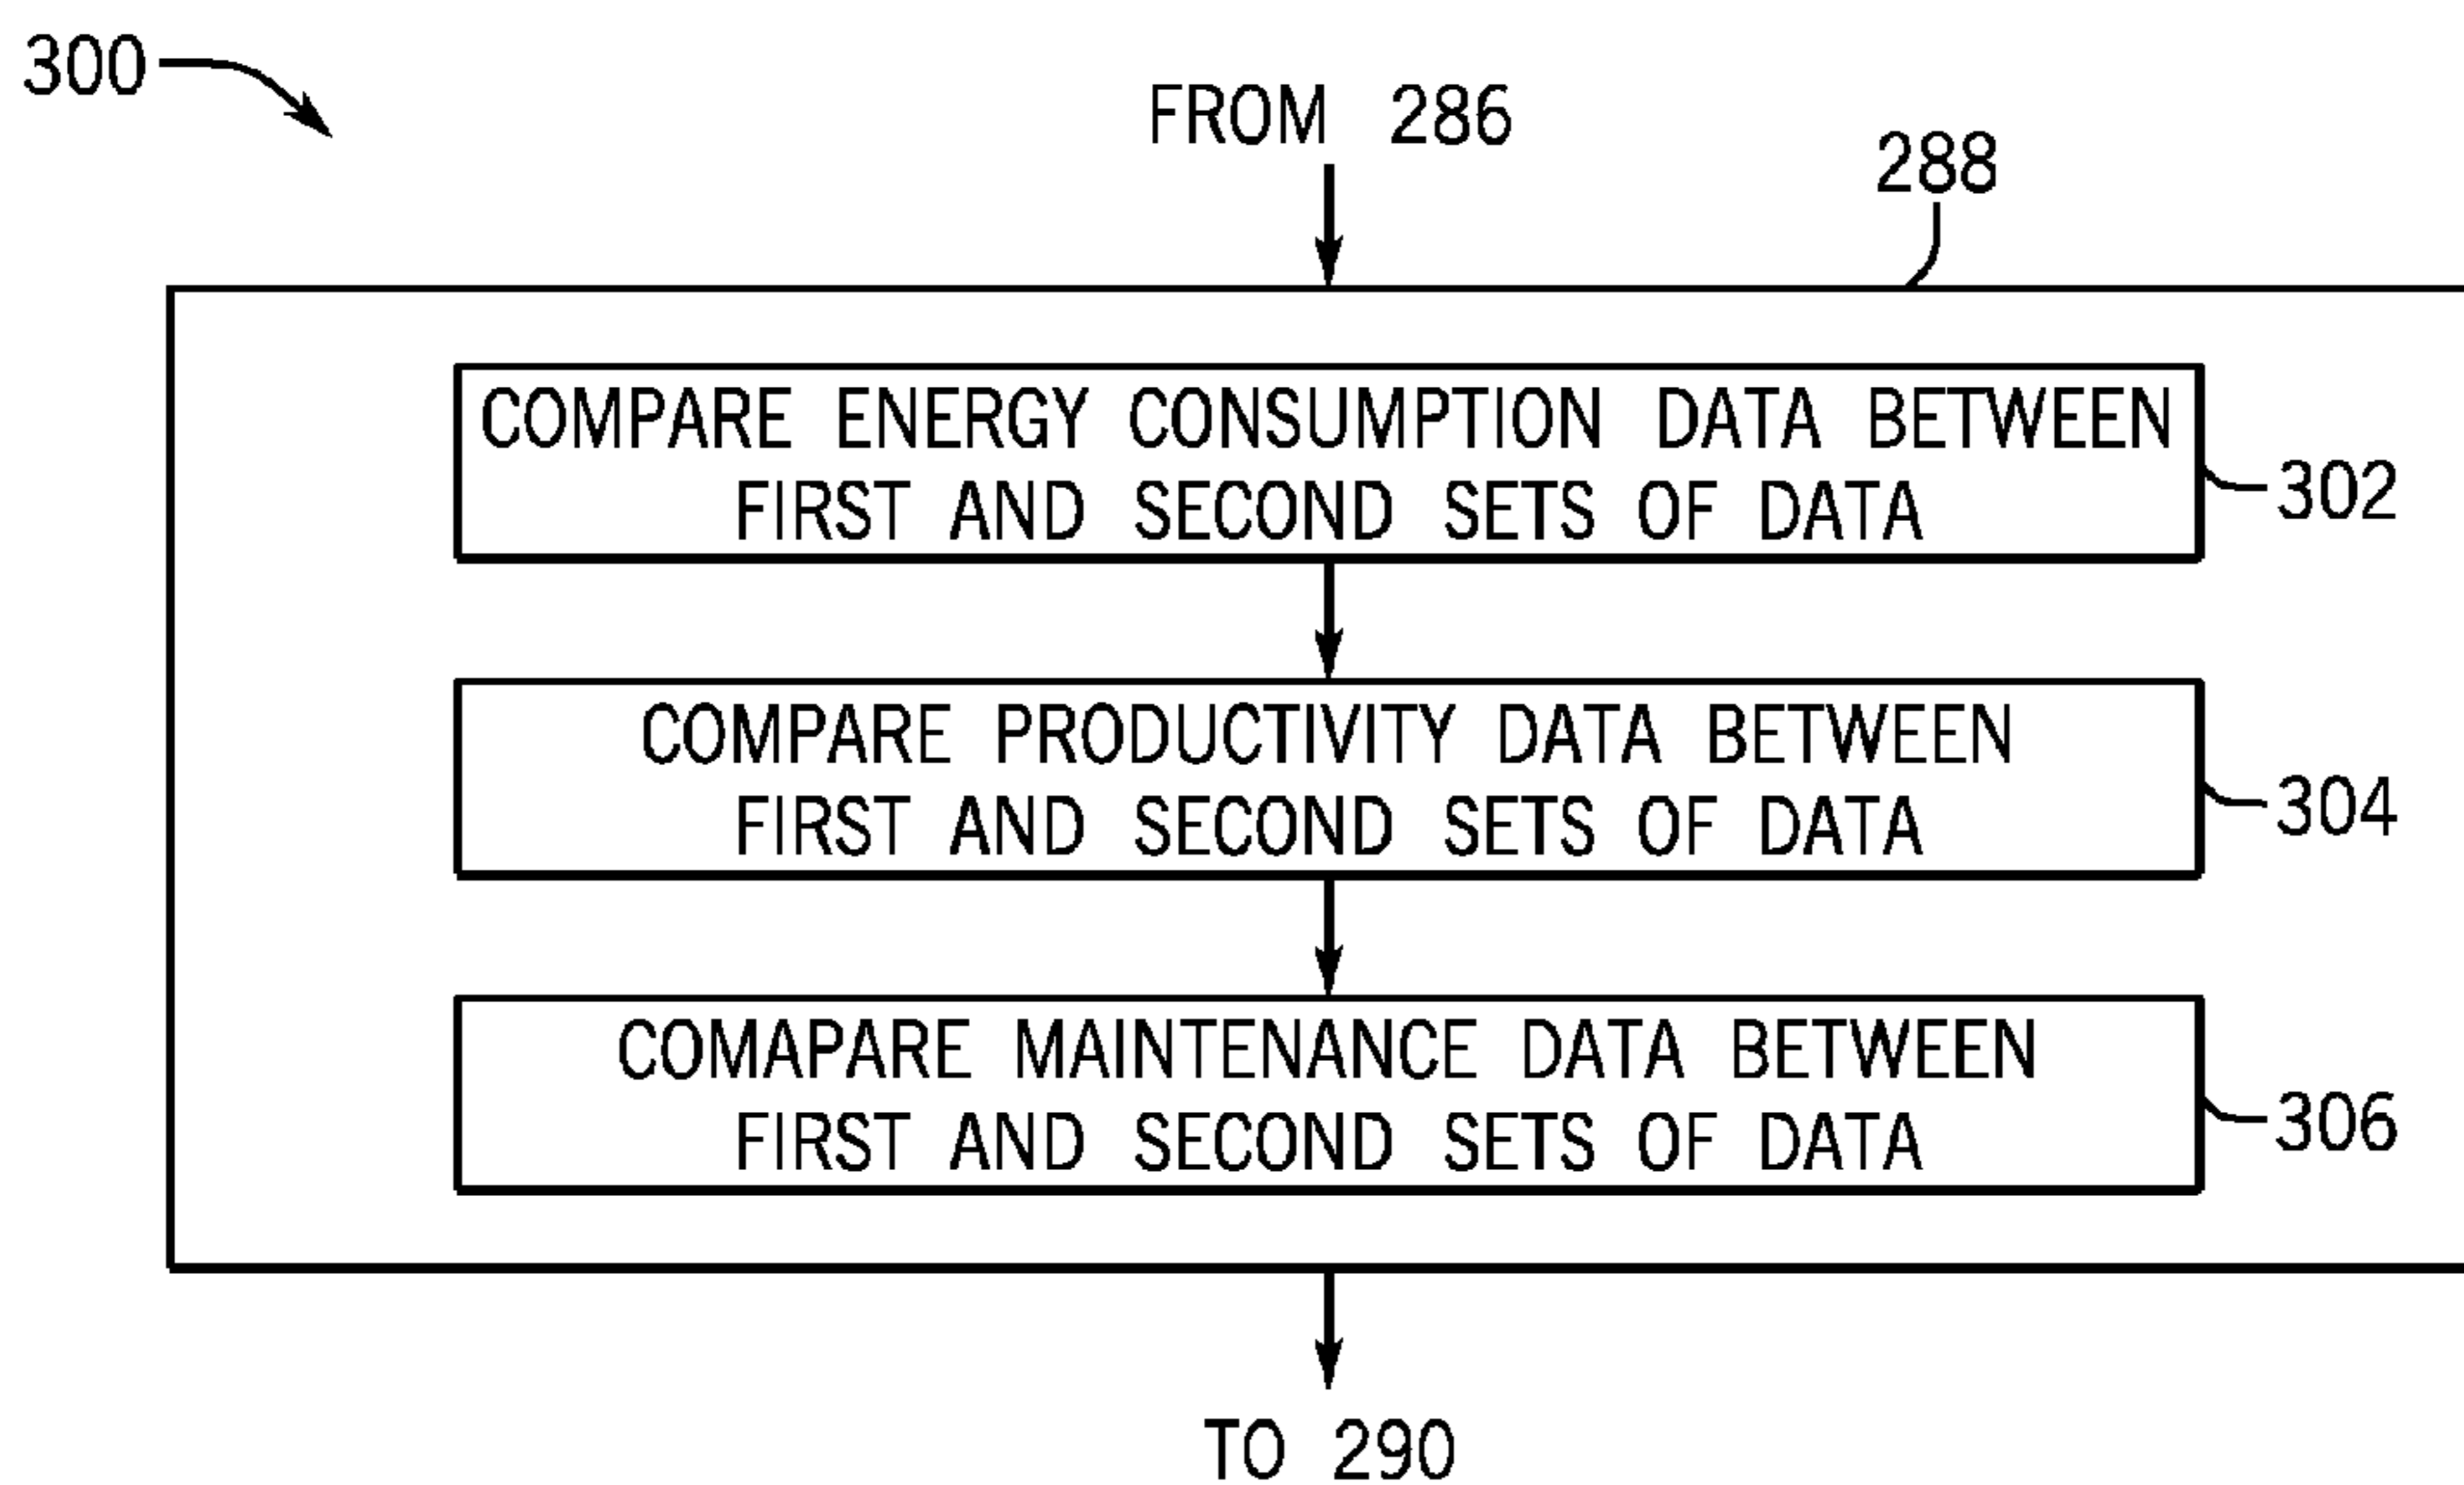 300
FROM 286
288
COMPARE ENERGY CONSUMPTION DATA BETWEEN
FIRST AND SECOND SETS OF DATA
302
COMPARE PRODUCTIVITY DATA BETWEEN
FIRST AND SECOND SETS OF DATA
304
COMAPARE MAINTENANCE DATA BETWEEN
FIRST AND SECOND SETS OF DATA
306
TO 290